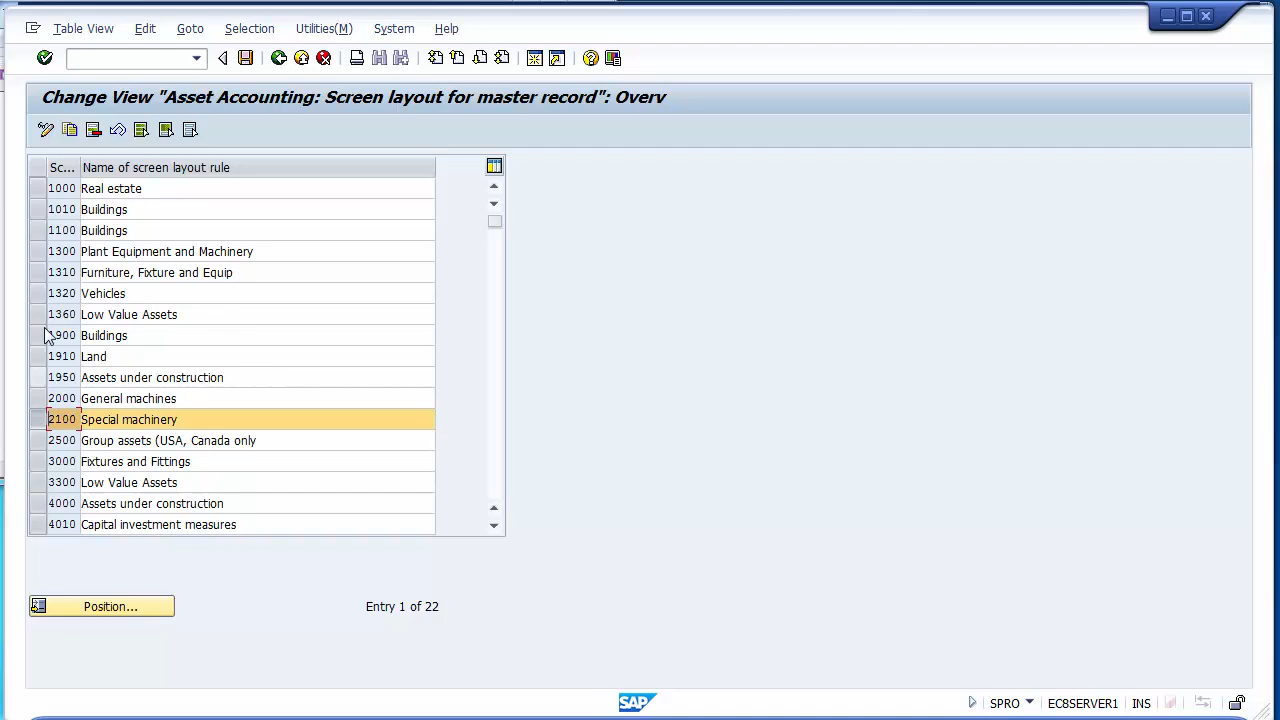 Table View Edit Goto Selection Utilities(M) System Help
Change View "Asset Accounting: Screen layout for master record": Overv
Sc... Name of screen layout rule
1000 Real estate
1010 Buildings
1100 Buildings
1300 Plant Equipment and Machinery
1310 Furniture, Fixture and Equip
1320 Vehicles
1360 Low Value Assets
1900 Buildings
1910 Land
1950 Assets under construction
2000 General machines
2100 Special machinery
2500 Group assets (USA, Canada only
3000 Fixtures and Fittings
3300 Low Value Assets
4000 Assets under construction
4010 Capital investment measures
Position... Entry 1 of 22
SAP SPRO EC8SERVER1 INS